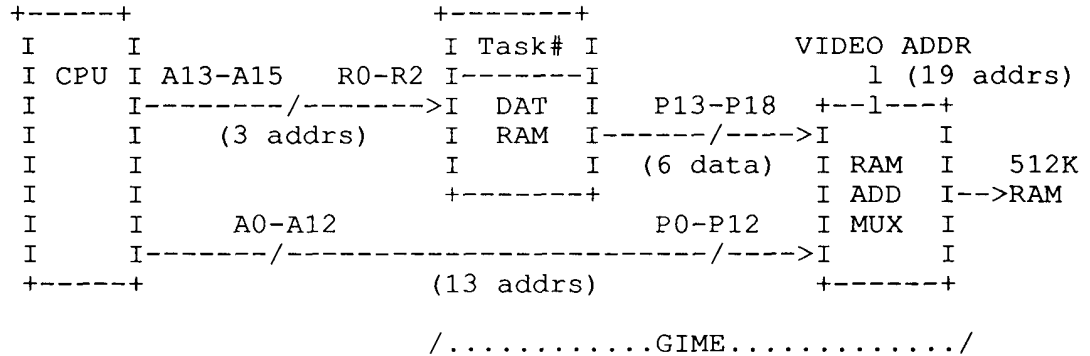 +-----+ +-------+
I I I Task# I VIDEO ADDR
I CPU I A13-A15 R0-R2 I-------I l (19 addrs)
I I--------/------->I DAT I P13-P18 +--l---+
I I (3 addrs) I RAM I------/---->I I
I I I I (6 data) I RAM I 512K
I I +-------+ I ADD I-->RAM
I I A0-A12 P0-P12 I MUX I
I I-------/------------------------/---->I I
+-----+ (13 addrs) +------+
/............GIME............./